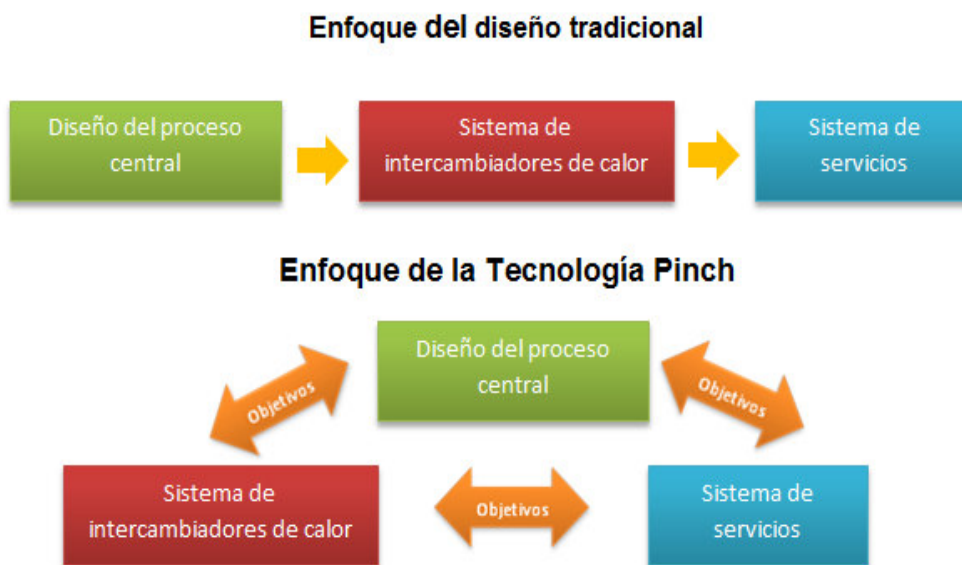 Enfoque del diseño tradicional
Diseño del proceso
central
Sistema de
intercambiadores de calor
Sistema de
servicios
Enfoque de la Tecnología Pinch
Diseño del proceso
central
Objetivos
Objetivos
Sistema de
intercambiadores de calor
Objetivos
Sistema de
servicios